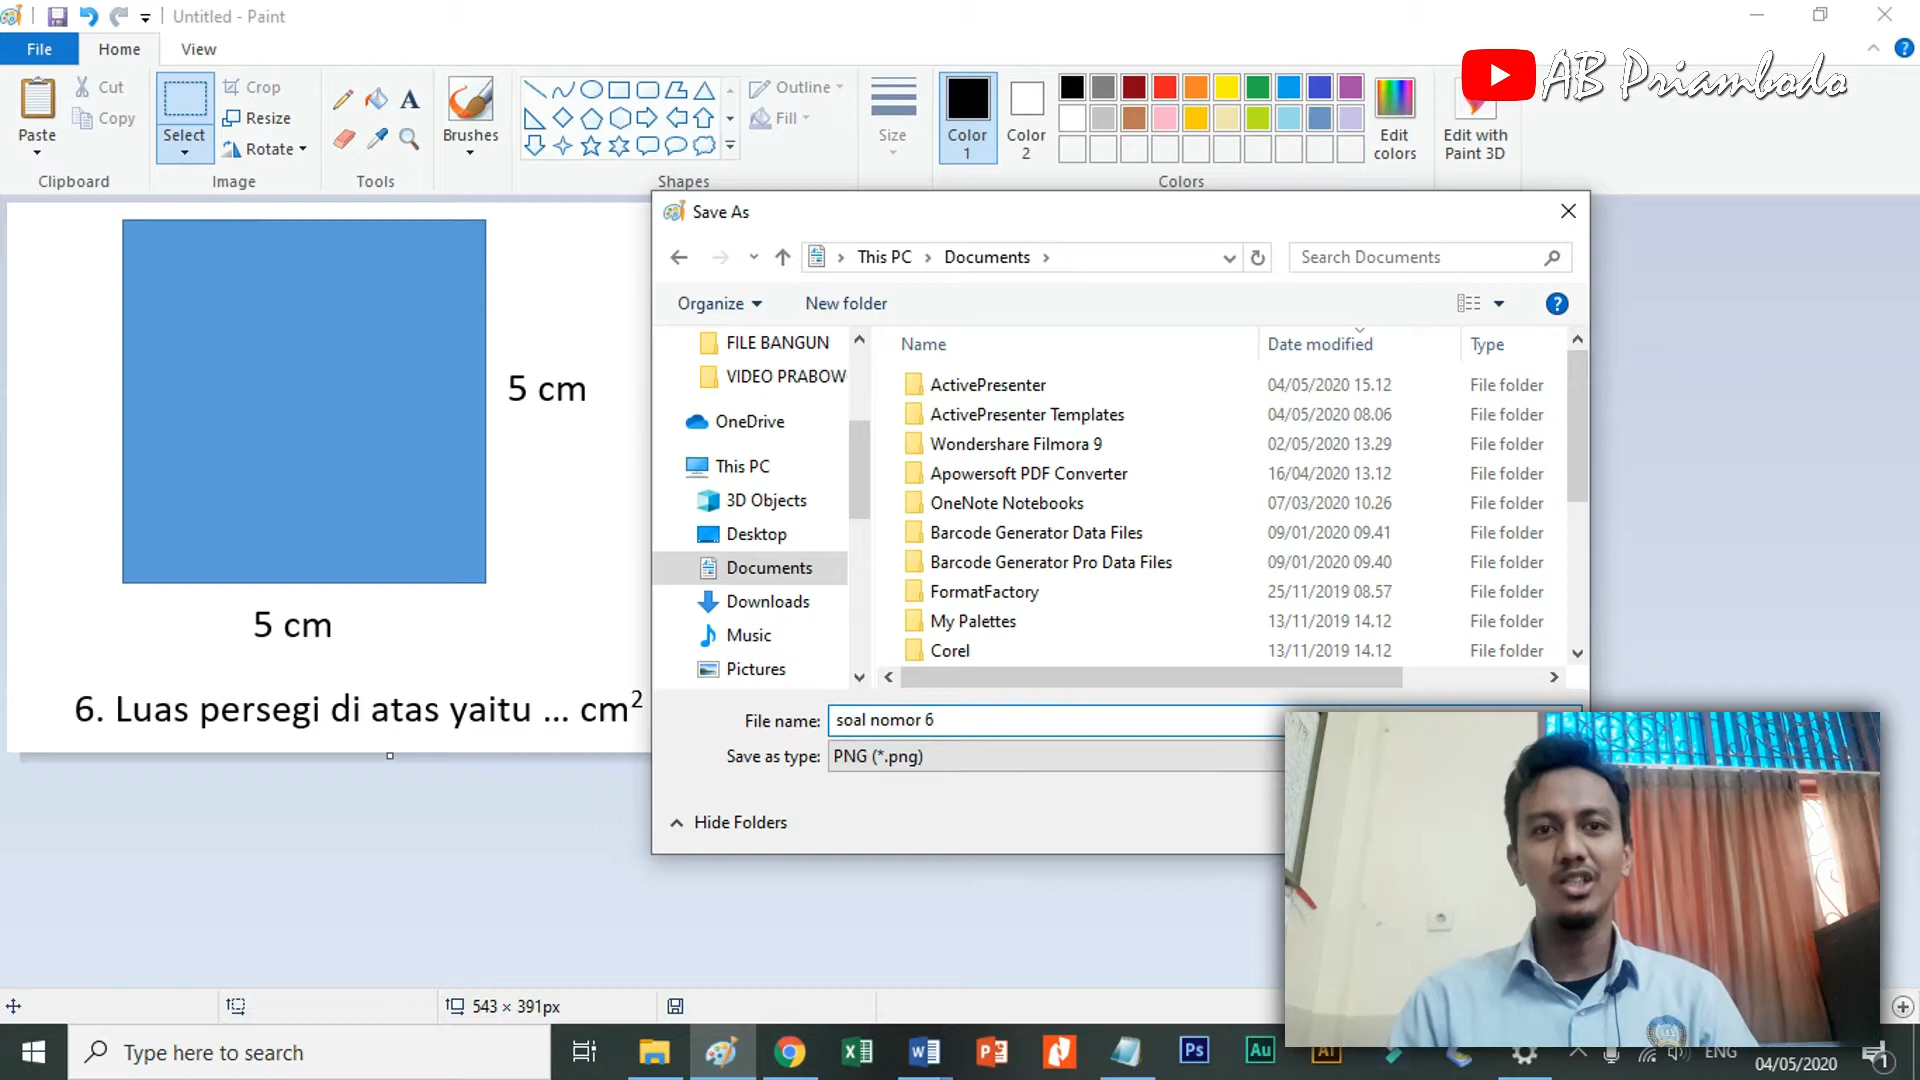 Untitled - Paint
File
Home
View
Paste
Cut
Copy
Clipboard
Select
Crop
Resize
Rotate
Image
Tools
Brushes
Shapes
Outline
Fill
Size
Color 1
Color 2
Colors
Edit colors
Edit with Paint 3D
AB Priambodo
5 cm
5 cm
6. Luas persegi di atas yaitu ... cm²
Save As
This PC
Documents
Search Documents
Organize
New folder
FILE BANGUN
VIDEO PRABOW
OneDrive
This PC
3D Objects
Desktop
Documents
Downloads
Music
Pictures
Name Date modified Type
ActivePresenter 04/05/2020 15.12 File folder
ActivePresenter Templates 04/05/2020 08.06 File folder
Wondershare Filmora 9 02/05/2020 13.29 File folder
Apowersoft PDF Converter 16/04/2020 13.12 File folder
OneNote Notebooks 07/03/2020 10.26 File folder
Barcode Generator Data Files 09/01/2020 09.41 File folder
Barcode Generator Pro Data Files 09/01/2020 09.40 File folder
FormatFactory 25/11/2019 08.57 File folder
My Palettes 13/11/2019 14.12 File folder
Corel 13/11/2019 14.12 File folder
File name: soal nomor 6
Save as type: PNG (*.png)
Hide Folders
543 × 391px
Type here to search
Ps
Au
Ai
ENG
04/05/2020
1